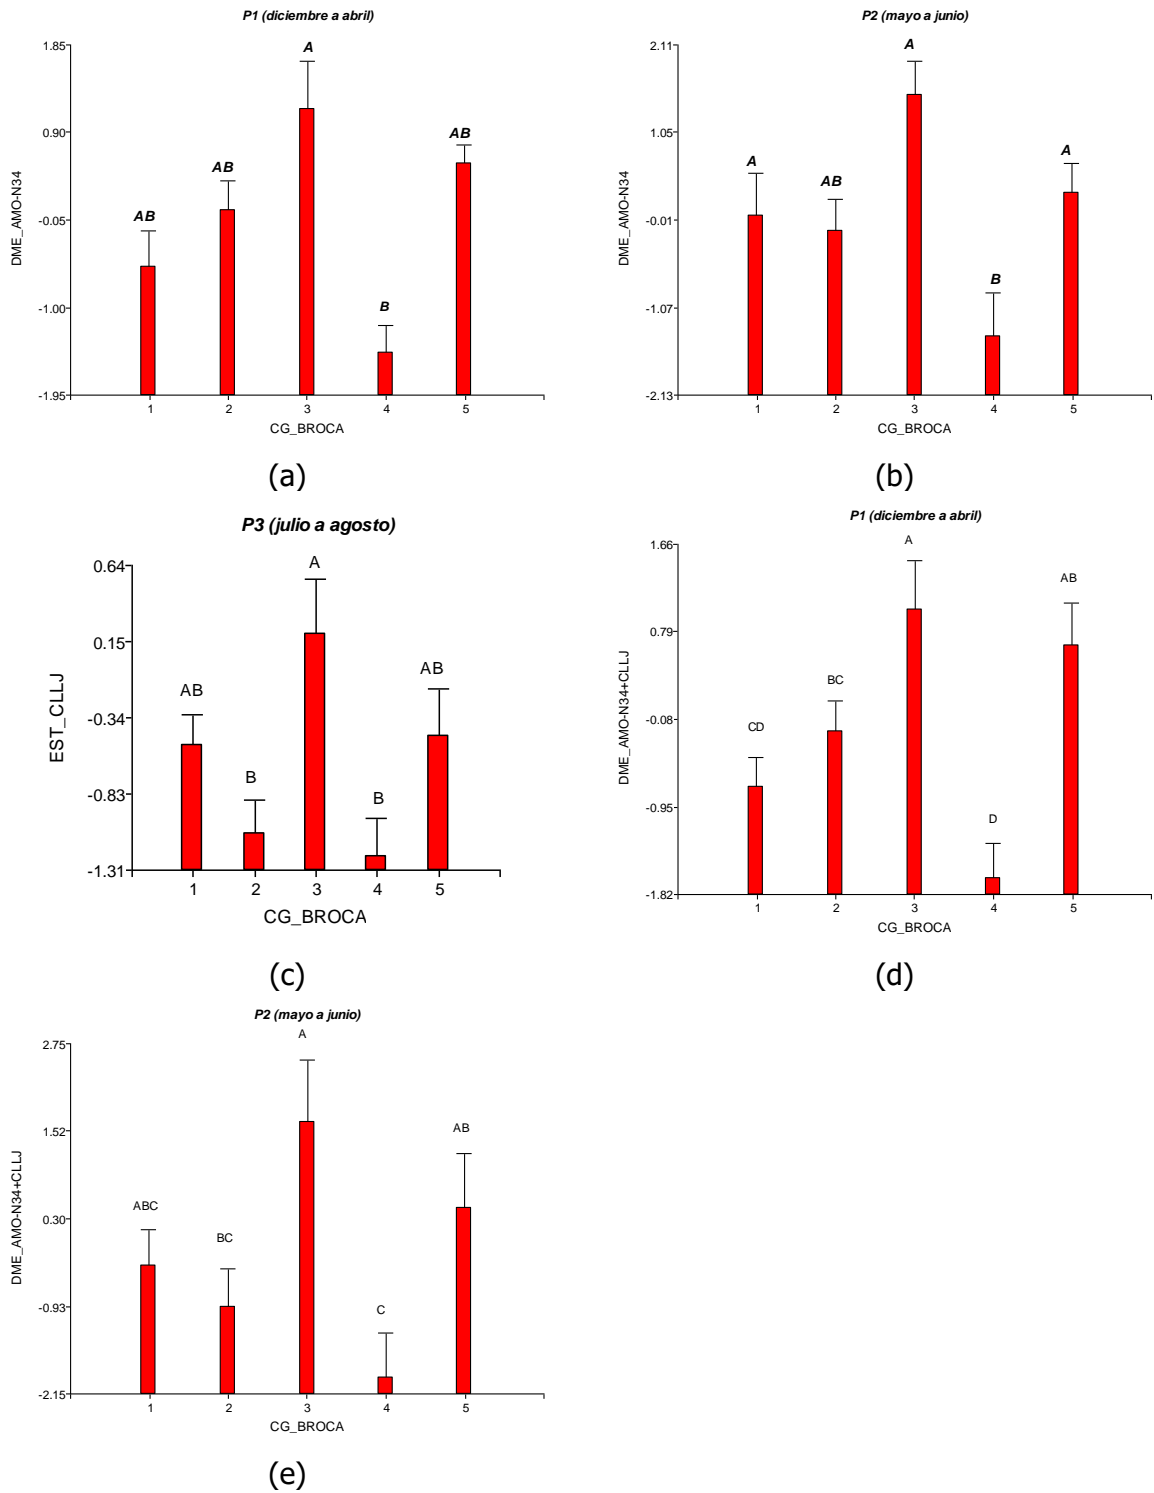 P1 (diciembre a abril)
1.85
A
0.90
AB
AB
AB
-0.05
B
-1.00
-1.95
1 2 3 4 5
DME_AMO-N34
CG_BROCA
(a)
P2 (mayo a junio)
2.11
A
1.05
A
A
AB
-0.01
B
-1.07
-2.13
1 2 3 4 5
DME_AMO-N34
CG_BROCA
(b)
P3 (julio a agosto)
0.64
A
0.15
AB
AB
-0.34
B
B
-0.83
-1.31
1 2 3 4 5
EST_CLLJ
CG_BROCA
(c)
P1 (diciembre a abril)
A
1.66
AB
0.79
BC
-0.08
CD
-0.95
D
-1.82
1 2 3 4 5
DME_AMO-N34+CLLJ
CG_BROCA
(d)
P2 (mayo a junio)
A
2.75
AB
1.52
ABC
0.30
BC
-0.93
C
-2.15
1 2 3 4 5
DME_AMO-N34+CLLJ
CG_BROCA
(e)